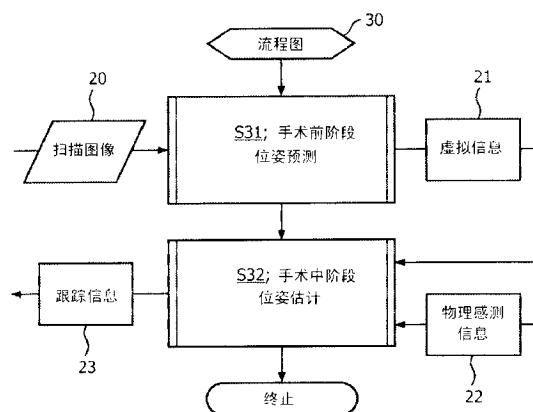 30
流程图
20
扫描图像
S31; 手术前阶段
位姿预测
21
虚拟信息
S32; 手术中阶段
位姿估计
跟踪信息
23
物理感测
信息
22
终止